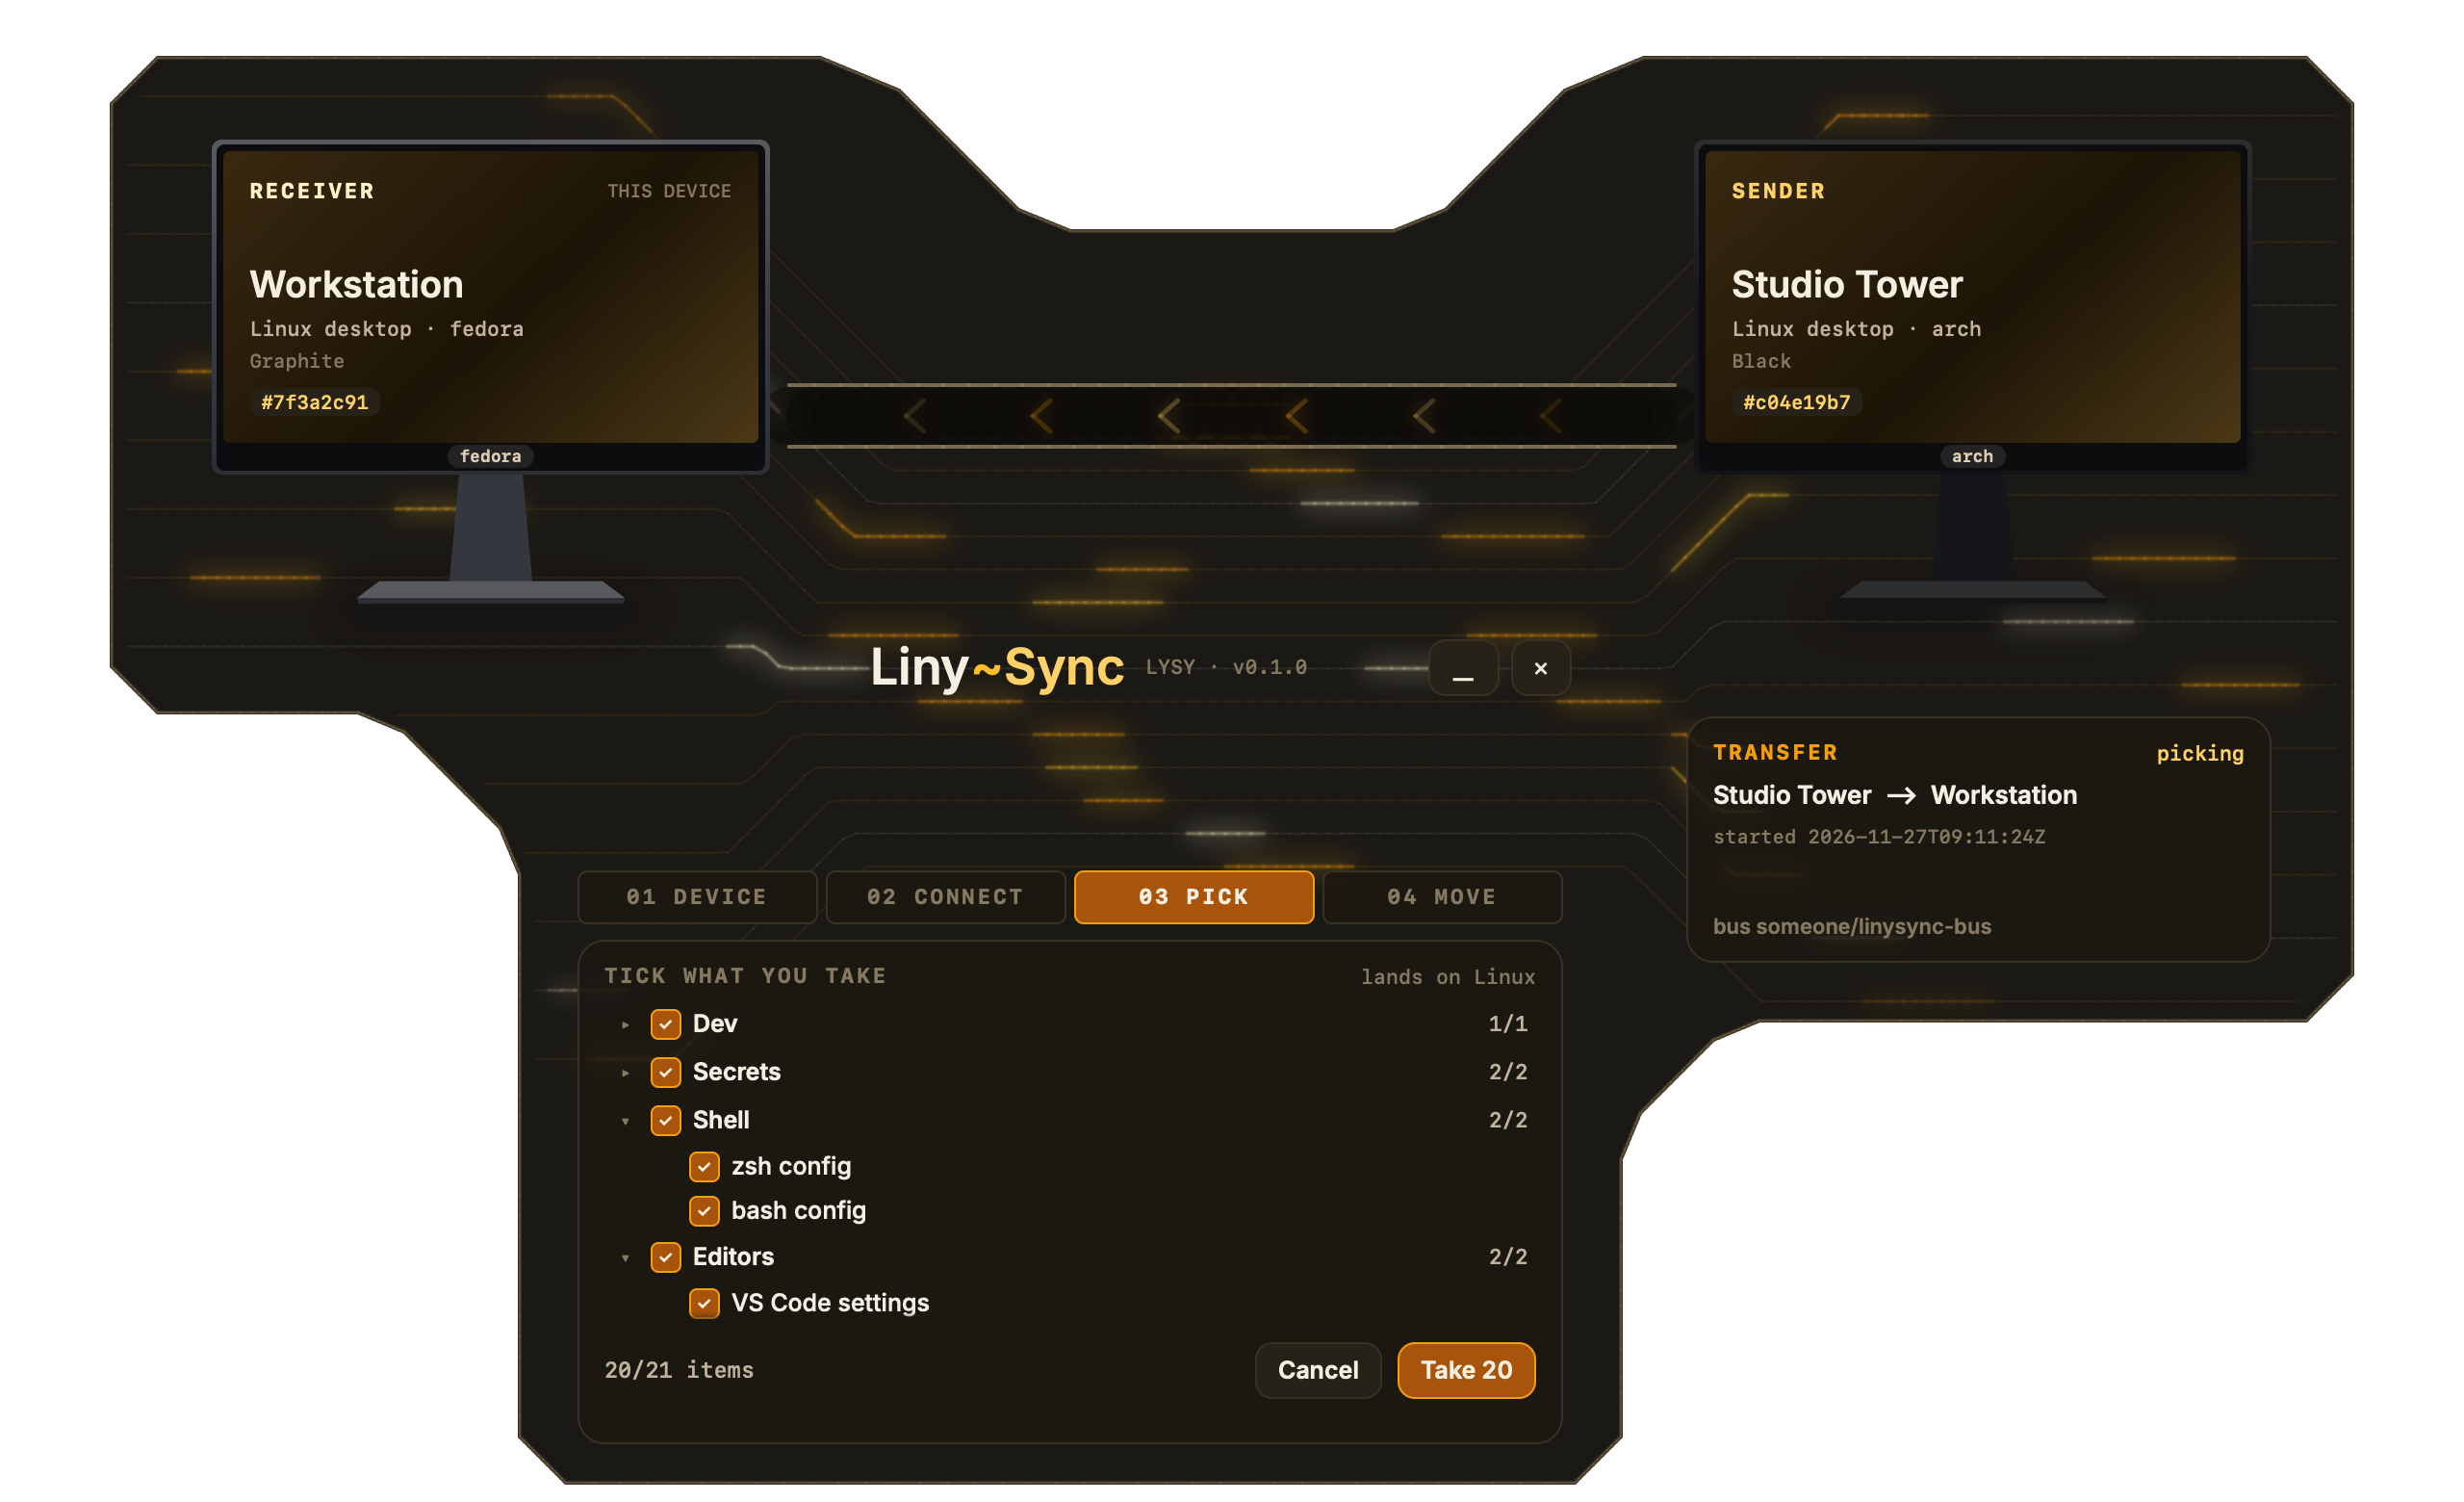 RECEIVER THIS DEVICE
Workstation
Linux desktop · fedora
Graphite
#7f3a2c91
fedora
SENDER
Studio Tower
Linux desktop · arch
Black
#c04e19b7
arch
Liny~Sync LYSY · v0.1.0 _ ×
TRANSFER picking
Studio Tower → Workstation
started 2026-11-27T09:11:24Z
bus someone/linysync-bus
01 DEVICE 02 CONNECT 03 PICK 04 MOVE
TICK WHAT YOU TAKE lands on Linux
Dev 1/1
Secrets 2/2
Shell 2/2
zsh config
bash config
Editors 2/2
VS Code settings
20/21 items Cancel Take 20